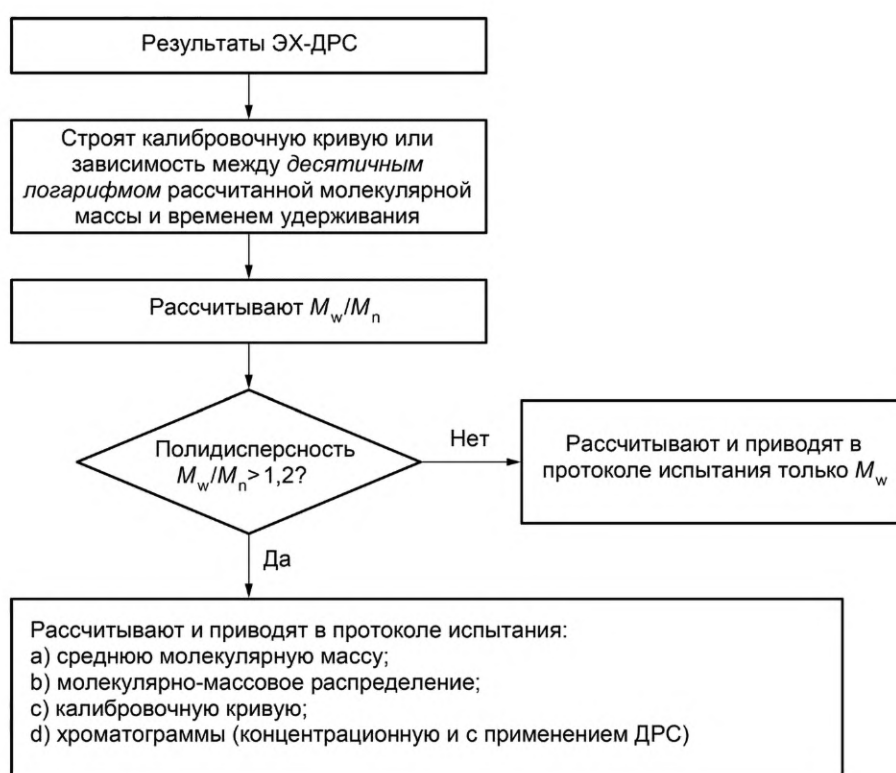 Результаты ЭХ-ДРС
Строят калибровочную кривую или
зависимость между десятичным
логарифмом рассчитанной молекулярной
массы и временем удерживания
Рассчитывают Mw/Mn
Полидисперсность
Mw/Mn>1,2?
Нет
Рассчитывают и приводят в
протоколе испытания только Mw
Да
Рассчитывают и приводят в протоколе испытания:
a) среднюю молекулярную массу;
b) молекулярно-массовое распределение;
c) калибровочную кривую;
d) хроматограммы (концентрационную и с применением ДРС)